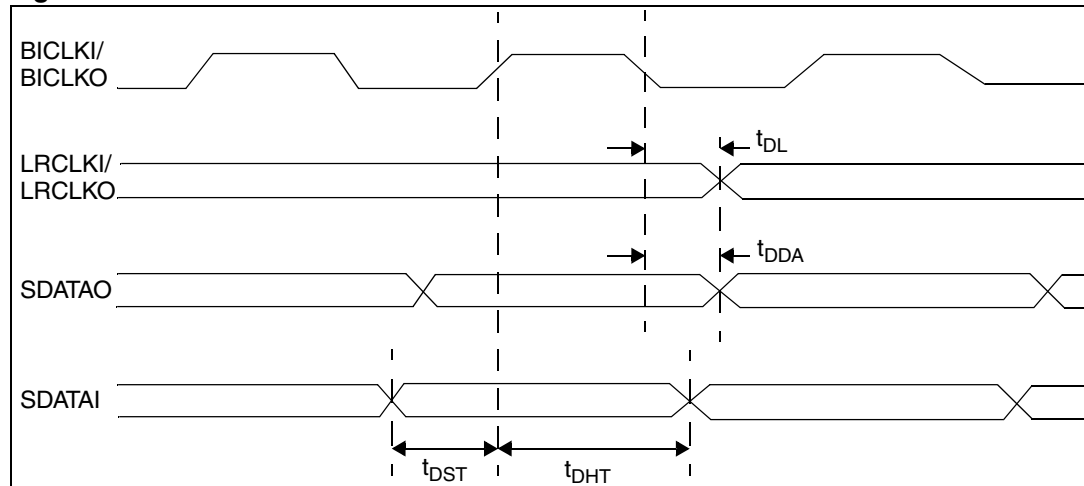 BICLKI/
BICLKO
t_DL
LRCLKI/
LRCLKO
t_DDA
SDATAO
SDATAI
t_DST
t_DHT